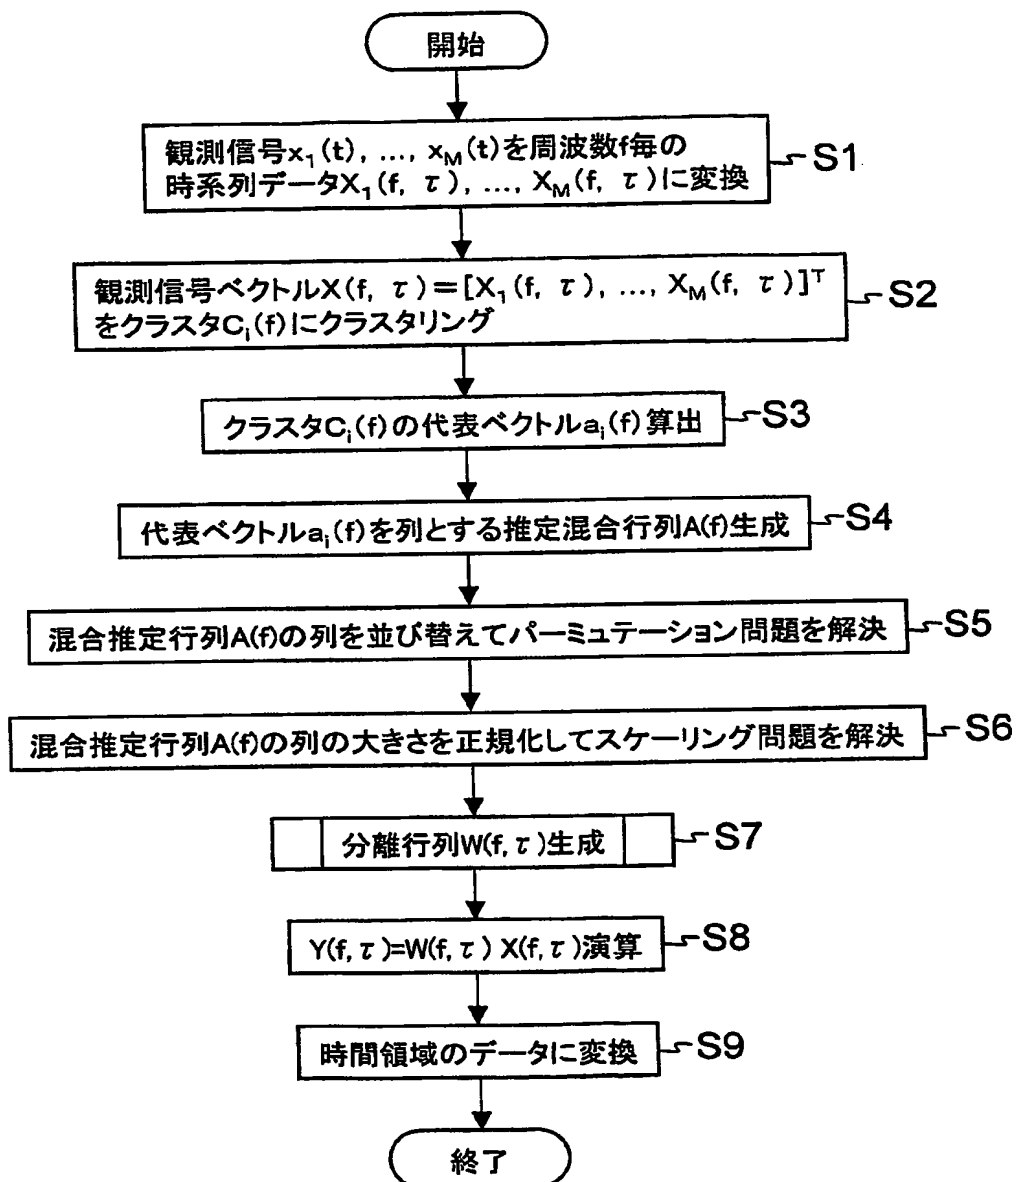 開始
観測信号x₁(t), ..., x_M(t)を周波数f毎の
時系列データX₁(f, τ), ..., X_M(f, τ)に変換
S1
観測信号ベクトルX(f, τ)=[X₁(f, τ), ..., X_M(f, τ)]ᵀ
をクラスタCᵢ(f)にクラスタリング
S2
クラスタCᵢ(f)の代表ベクトルaᵢ(f)算出
S3
代表ベクトルaᵢ(f)を列とする推定混合行列A(f)生成
S4
混合推定行列A(f)の列を並び替えてパーミュテーション問題を解決
S5
混合推定行列A(f)の列の大きさを正規化してスケーリング問題を解決
S6
分離行列W(f, τ)生成
S7
Y(f, τ)=W(f, τ) X(f, τ)演算
S8
時間領域のデータに変換
S9
終了